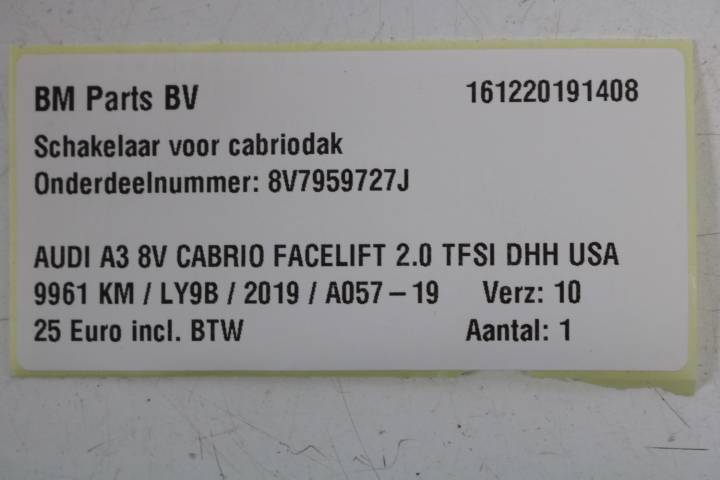 BM Parts BV 161220191408
Schakelaar voor cabriodak
Onderdeelnummer: 8V7959727J
AUDI A3 8V CABRIO FACELIFT 2.0 TFSI DHH USA
9961 KM / LY9B / 2019 / A057 – 19 Verz: 10
25 Euro incl. BTW Aantal: 1